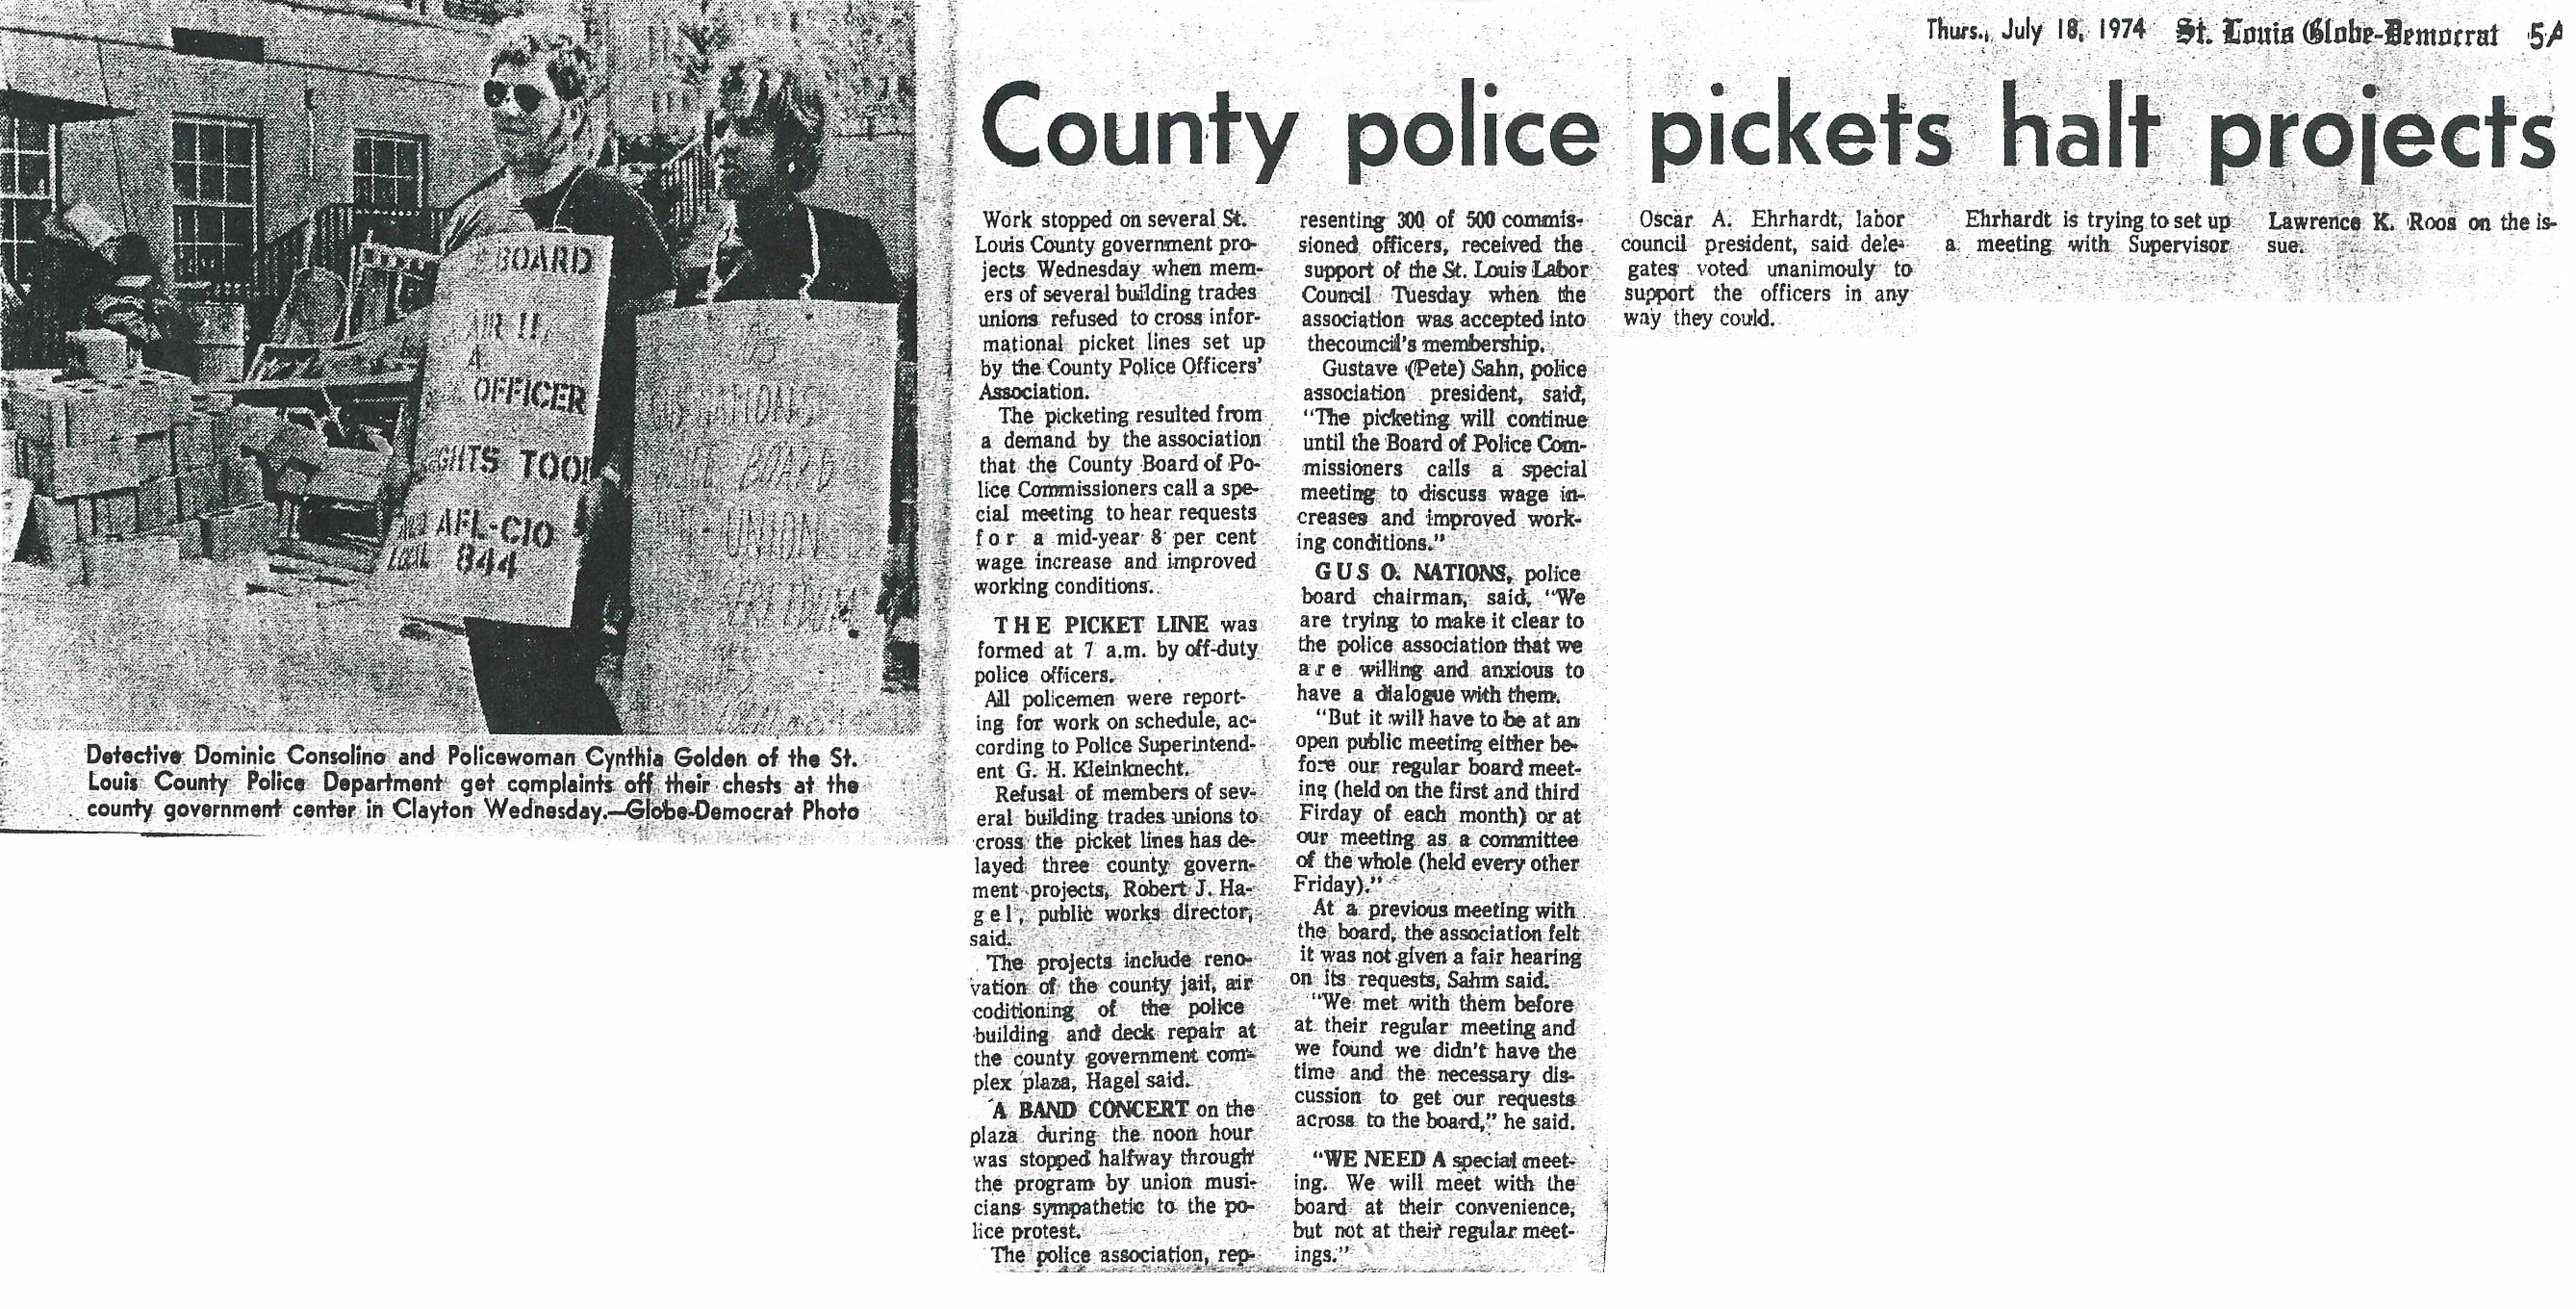 Thurs., July 18, 1974 St. Louis Globe-Democrat 5A
County police pickets halt projects
BOARD
AIR !!
A
OFFICER
GHTS TOO!
AFL-CIO
844
BOARD
UNION
Detective Dominic Consolino and Policewoman Cynthia Golden of the St.
Louis County Police Department get complaints off their chests at the
county government center in Clayton Wednesday.—Globe-Democrat Photo
Work stopped on several St.
Louis County government pro-
jects Wednesday when mem-
ers of several building trades
unions refused to cross infor-
mational picket lines set up
by the County Police Officers'
Association.
The picketing resulted from
a demand by the association
that the County Board of Po-
lice Commissioners call a spe-
cial meeting to hear requests
for a mid-year 8 per cent
wage increase and improved
working conditions.
THE PICKET LINE was
formed at 7 a.m. by off-duty
police officers.
All policemen were report-
ing for work on schedule, ac-
cording to Police Superintend-
ent G. H. Kleinknecht.
Refusal of members of sev-
eral building trades unions to
cross the picket lines has de-
layed three county govern-
ment projects, Robert J. Ha-
gel, public works director,
said.
The projects include reno-
vation of the county jail, air
coditioning of the police
building and deck repair at
the county government com-
plex plaza, Hagel said.
A BAND CONCERT on the
plaza during the noon hour
was stopped halfway through
the program by union musi-
cians sympathetic to the po-
lice protest.
The police association, rep-
resenting 300 of 500 commis-
sioned officers, received the
support of the St. Louis Labor
Council Tuesday when the
association was accepted into
thecouncil's membership.
Gustave (Pete) Sahn, police
association president, said,
"The picketing will continue
until the Board of Police Com-
missioners calls a special
meeting to discuss wage in-
creases and improved work-
ing conditions."
GUS O. NATIONS, police
board chairman, said, "We
are trying to make it clear to
the police association that we
are willing and anxious to
have a dialogue with them.
"But it will have to be at an
open public meeting either be-
fore our regular board meet-
ing (held on the first and third
Firday of each month) or at
our meeting as a committee
of the whole (held every other
Friday)."
At a previous meeting with
the board, the association felt
it was not given a fair hearing
on its requests, Sahm said.
"We met with them before
at their regular meeting and
we found we didn't have the
time and the necessary dis-
cussion to get our requests
across to the board," he said.
"WE NEED A special meet-
ing. We will meet with the
board at their convenience,
but not at their regular meet-
ings."
Oscar A. Ehrhardt, labor
council president, said dele-
gates voted unanimouly to
support the officers in any
way they could.
Ehrhardt is trying to set up
a meeting with Supervisor
Lawrence K. Roos on the is-
sue.